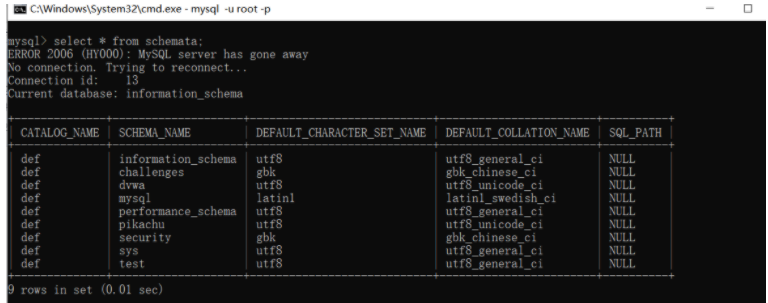 C:\Windows\System32\cmd.exe - mysql -u root -p
mysql> select * from schemata;
ERROR 2006 (HY000): MySQL server has gone away
No connection. Trying to reconnect...
Connection id:    13
Current database: information_schema
+--------------+--------------------+----------------------------+------------------------+----------+
| CATALOG_NAME | SCHEMA_NAME        | DEFAULT_CHARACTER_SET_NAME | DEFAULT_COLLATION_NAME | SQL_PATH |
+--------------+--------------------+----------------------------+------------------------+----------+
| def          | information_schema | utf8                       | utf8_general_ci        | NULL     |
| def          | challenges         | gbk                        | gbk_chinese_ci         | NULL     |
| def          | dvwa               | utf8                       | utf8_unicode_ci        | NULL     |
| def          | mysql              | latin1                     | latin1_swedish_ci      | NULL     |
| def          | performance_schema | utf8                       | utf8_general_ci        | NULL     |
| def          | pikachu            | utf8                       | utf8_unicode_ci        | NULL     |
| def          | security           | gbk                        | gbk_chinese_ci         | NULL     |
| def          | sys                | utf8                       | utf8_general_ci        | NULL     |
| def          | test               | utf8                       | utf8_general_ci        | NULL     |
+--------------+--------------------+----------------------------+------------------------+----------+
9 rows in set (0.01 sec)